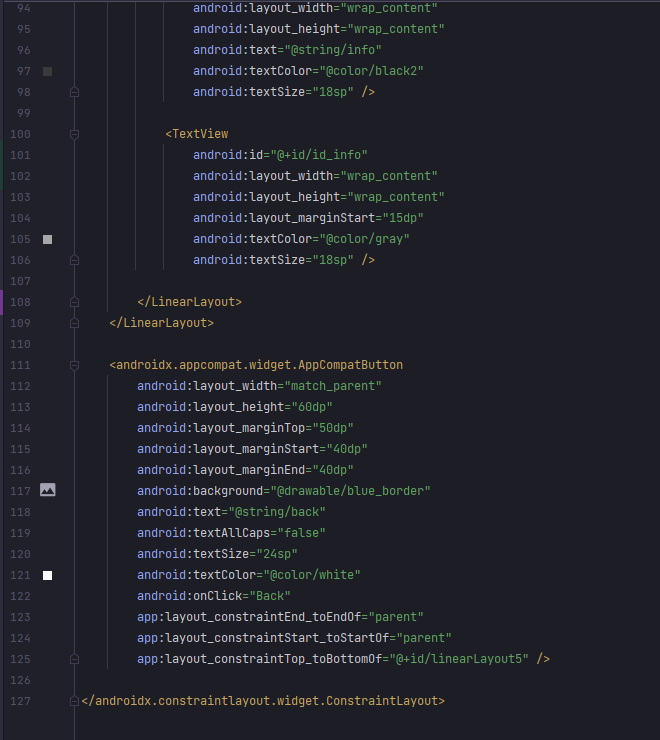 94 android:layout_width="wrap_content"
95 android:layout_height="wrap_content"
96 android:text="@string/info"
97 android:textColor="@color/black2"
98 android:textSize="18sp" />
99
100 <TextView
101 android:id="@+id/id_info"
102 android:layout_width="wrap_content"
103 android:layout_height="wrap_content"
104 android:layout_marginStart="15dp"
105 android:textColor="@color/gray"
106 android:textSize="18sp" />
107
108 </LinearLayout>
109 </LinearLayout>
110
111 <androidx.appcompat.widget.AppCompatButton
112 android:layout_width="match_parent"
113 android:layout_height="60dp"
114 android:layout_marginTop="50dp"
115 android:layout_marginStart="40dp"
116 android:layout_marginEnd="40dp"
117 android:background="@drawable/blue_border"
118 android:text="@string/back"
119 android:textAllCaps="false"
120 android:textSize="24sp"
121 android:textColor="@color/white"
122 android:onClick="Back"
123 app:layout_constraintEnd_toEndOf="parent"
124 app:layout_constraintStart_toStartOf="parent"
125 app:layout_constraintTop_toBottomOf="@+id/linearLayout5" />
126
127 </androidx.constraintlayout.widget.ConstraintLayout>